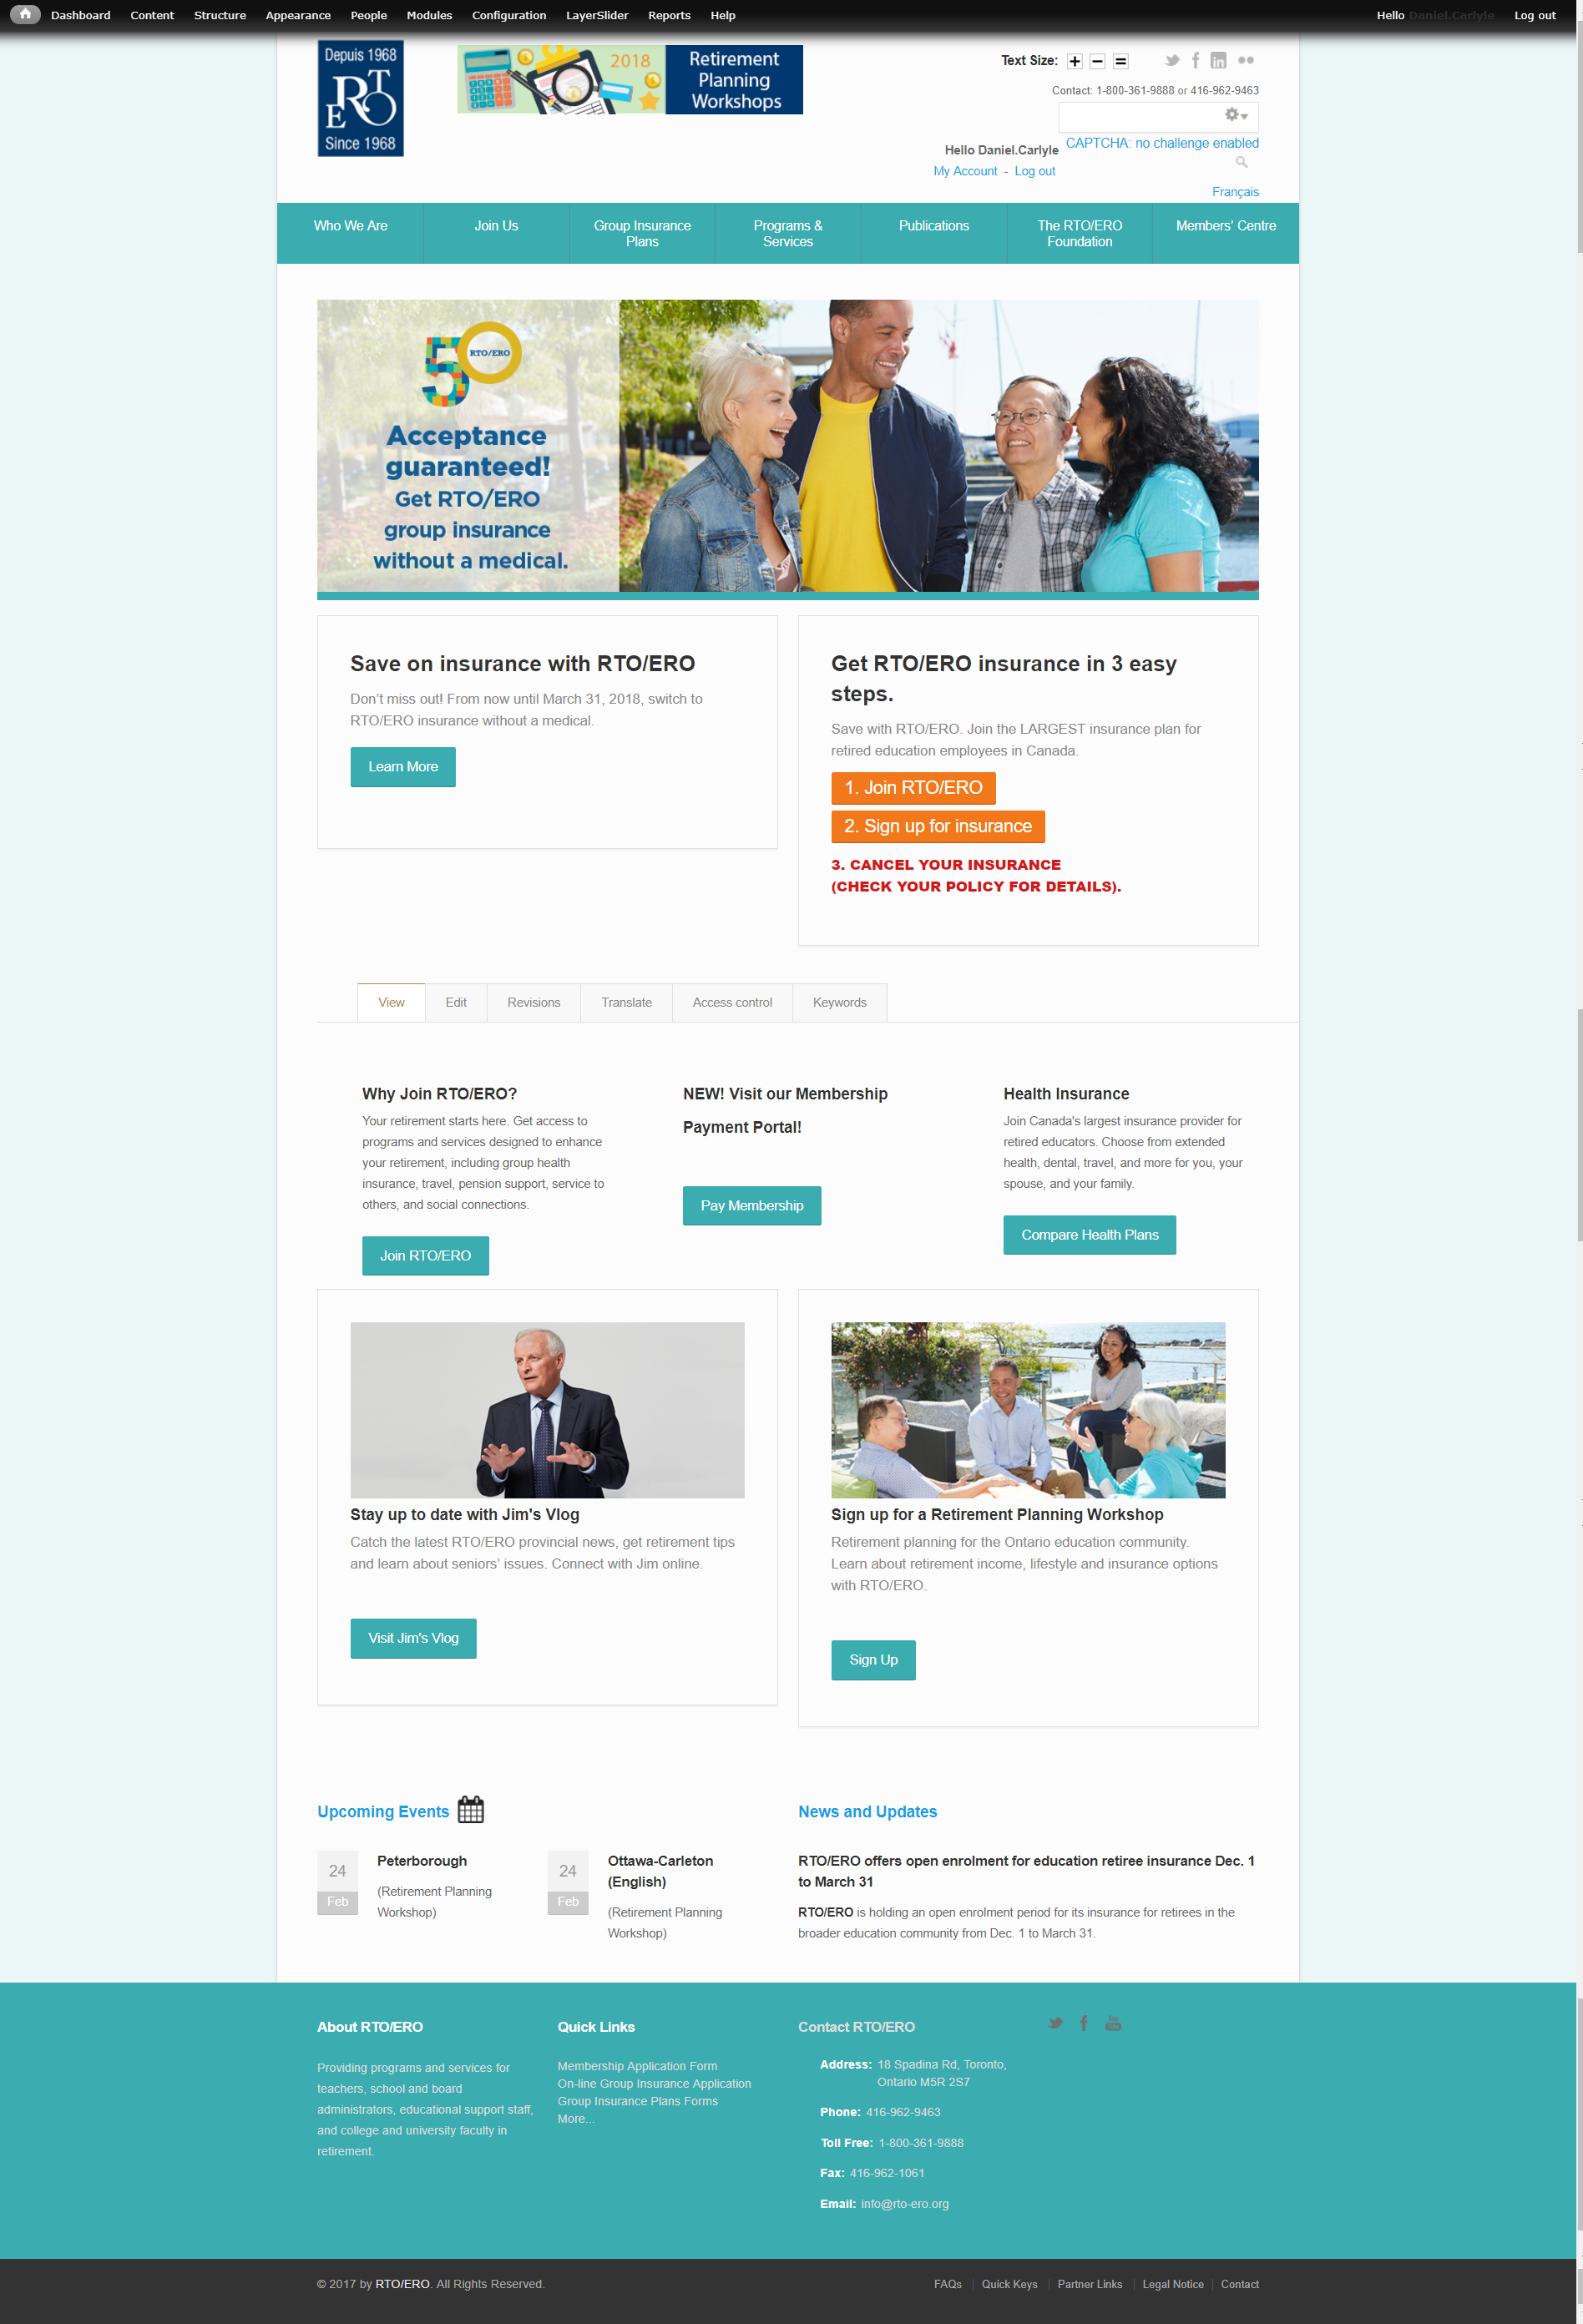 Dashboard Content Structure Appearance People Modules Configuration LayerSlider Reports Help Hello Daniel.Carlyle Log out
Depuis 1968
RTO
ERO
Since 1968
2018 Retirement
Planning
Workshops
Text Size: + - =
Contact: 1-800-361-9888 or 416-962-9463
CAPTCHA: no challenge enabled
Hello Daniel.Carlyle
My Account - Log out
Français
Who We Are
Join Us
Group Insurance
Plans
Programs &
Services
Publications
The RTO/ERO
Foundation
Members' Centre
50 RTO/ERO
Acceptance
guaranteed!
Get RTO/ERO
group insurance
without a medical.
Save on insurance with RTO/ERO
Don't miss out! From now until March 31, 2018, switch to
RTO/ERO insurance without a medical.
Learn More
Get RTO/ERO insurance in 3 easy
steps.
Save with RTO/ERO. Join the LARGEST insurance plan for
retired education employees in Canada.
1. Join RTO/ERO
2. Sign up for insurance
3. CANCEL YOUR INSURANCE
(CHECK YOUR POLICY FOR DETAILS).
View Edit Revisions Translate Access control Keywords
Why Join RTO/ERO?
Your retirement starts here. Get access to
programs and services designed to enhance
your retirement, including group health
insurance, travel, pension support, service to
others, and social connections.
Join RTO/ERO
NEW! Visit our Membership
Payment Portal!
Pay Membership
Health Insurance
Join Canada's largest insurance provider for
retired educators. Choose from extended
health, dental, travel, and more for you, your
spouse, and your family.
Compare Health Plans
Stay up to date with Jim's Vlog
Catch the latest RTO/ERO provincial news, get retirement tips
and learn about seniors' issues. Connect with Jim online.
Visit Jim's Vlog
Sign up for a Retirement Planning Workshop
Retirement planning for the Ontario education community.
Learn about retirement income, lifestyle and insurance options
with RTO/ERO.
Sign Up
Upcoming Events
24
Feb
Peterborough
(Retirement Planning
Workshop)
24
Feb
Ottawa-Carleton
(English)
(Retirement Planning
Workshop)
News and Updates
RTO/ERO offers open enrolment for education retiree insurance Dec. 1
to March 31
RTO/ERO is holding an open enrolment period for its insurance for retirees in the
broader education community from Dec. 1 to March 31.
About RTO/ERO
Providing programs and services for
teachers, school and board
administrators, educational support staff,
and college and university faculty in
retirement.
Quick Links
Membership Application Form
On-line Group Insurance Application
Group Insurance Plans Forms
More...
Contact RTO/ERO
Address: 18 Spadina Rd, Toronto,
Ontario M5R 2S7
Phone: 416-962-9463
Toll Free: 1-800-361-9888
Fax: 416-962-1061
Email: info@rto-ero.org
© 2017 by RTO/ERO. All Rights Reserved.
FAQs | Quick Keys | Partner Links | Legal Notice | Contact